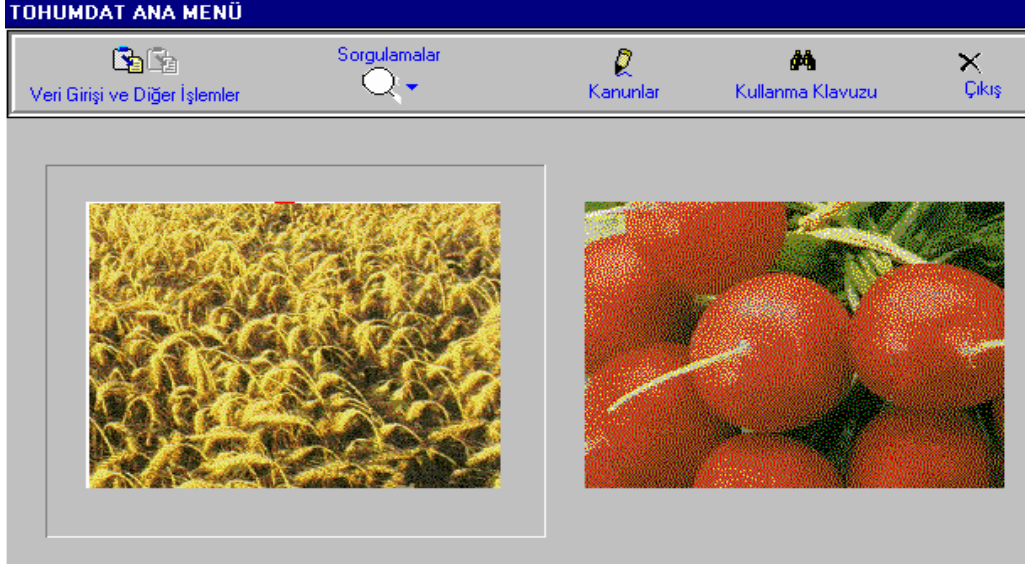 TOHUMDAT ANA MENÜ
Sorgulamalar
Veri Girişi ve Diğer İşlemler
Kanunlar
Kullanma Klavuzu
Çıkış